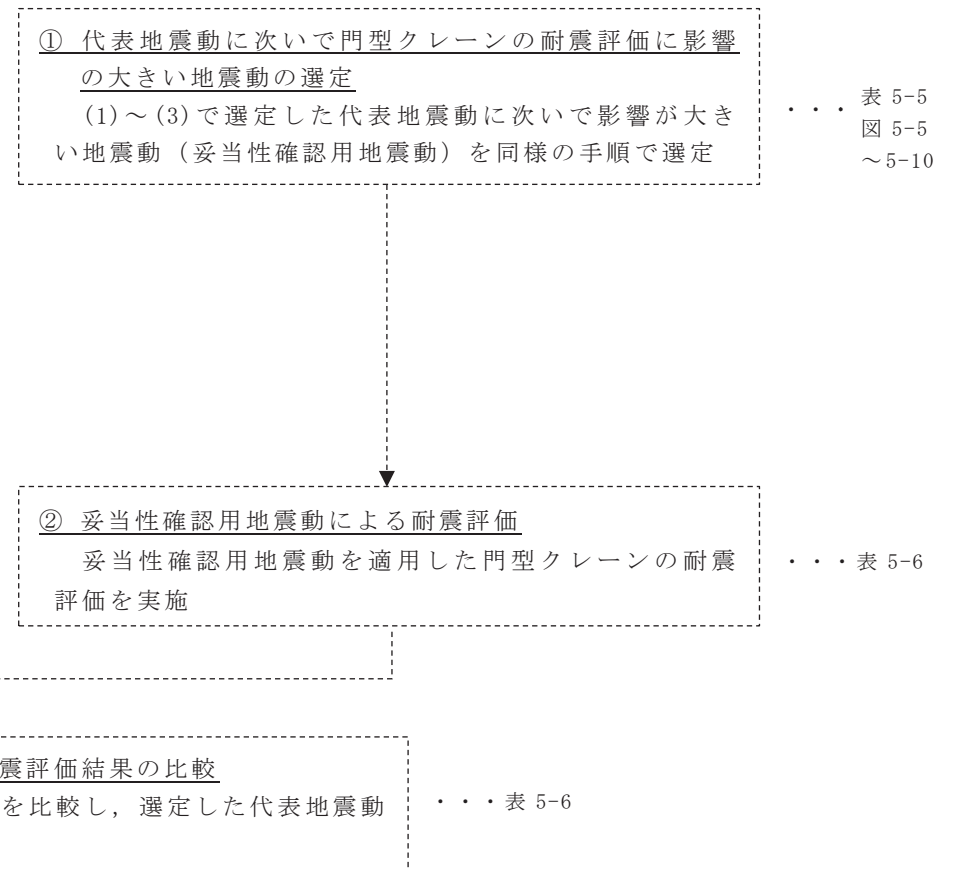 ① 代表地震動に次いで門型クレーンの耐震評価に影響
の大きい地震動の選定
(1)～(3)で選定した代表地震動に次いで影響が大き
い地震動（妥当性確認用地震動）を同様の手順で選定
・・・
表 5-5
図 5-5
～5-10
② 妥当性確認用地震動による耐震評価
妥当性確認用地震動を適用した門型クレーンの耐震
評価を実施
・・・表 5-6
震評価結果の比較
を比較し，選定した代表地震動
・・・表 5-6